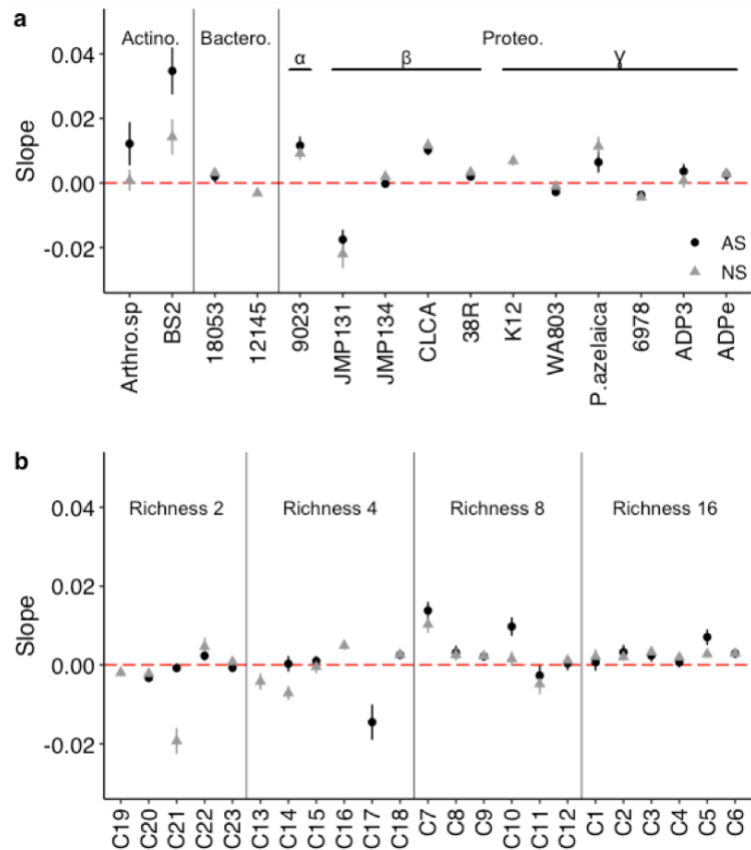 a
Actino. Bactero. Proteo.
α β γ
0.04
0.02
0.00
-0.02
Slope
AS
NS
Arthro.sp BS2 18053 12145 9023 JMP131 JMP134 CLCA 38R K12 WA803 P.azelaica 6978 ADP3 ADPe
b
Richness 2 Richness 4 Richness 8 Richness 16
0.04
0.02
0.00
-0.02
Slope
C19 C20 C21 C22 C23 C13 C14 C15 C16 C17 C18 C7 C8 C9 C10 C11 C12 C1 C2 C3 C4 C5 C6